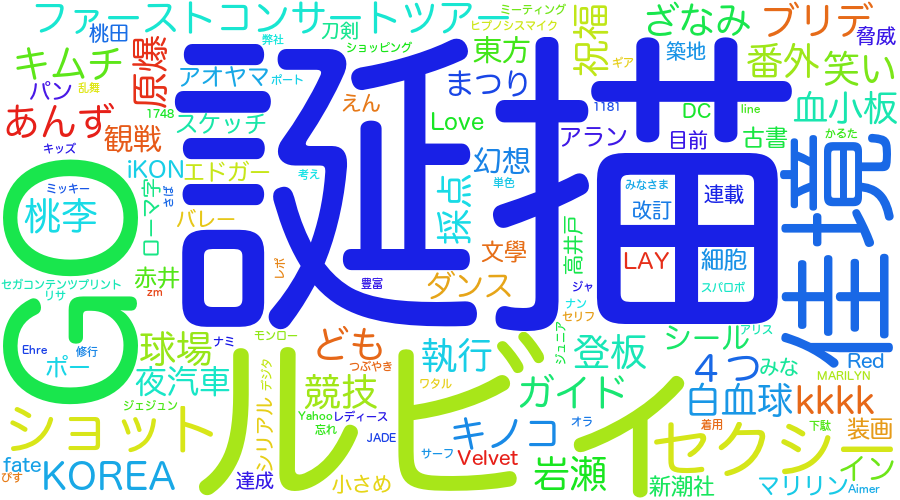 ファーストコンサートツアー
刀剣
ミーティング
ヒプノシスマイク
祝福
ざなみ
ブリデ
脅威
桃田
弊社
ショッピング
キムチ
原爆
アオヤマ
ポート
東方
まつり
築地
番外
笑い
パン
乱舞
ギア
1748
えん
1181
DC
line
血小板
あんず
観戦
スケッチ
Love
アラン
目前
古書
かるた
キッズ
iKON
エドガー
考え
幻想
単色
みなさま
連載
誕
描
佳境
GO
桃李
ミッキー
さば
ローマ字
バレー
採点
文學
高井戸
改訂
LAY
細胞
赤井
レポ
豊富
ダンス
ジャ
ナン
セリフ
スパロボ
セガコンテンツプリント
リサ
zm
球場
ナミ
モンロー
ども
執行
ジュニア
登板
シール
4つ
アリス
みな
Red
Ehre
修行
ポー
夜汽車
ルビイ
デジタ
つぶやき
競技
ワタル
ガイド
白血球
kkkk
MARILYN
ジェジュン
シリアル
Yahoo
レディース
忘れ
JADE
オラ
キノコ
セクシー
着用
下駄
装画
ショット
fate
ぴす
KOREA
達成
小さめ
サーフ
Velvet
岩瀬
新潮社
マリリン
イン
Aimer